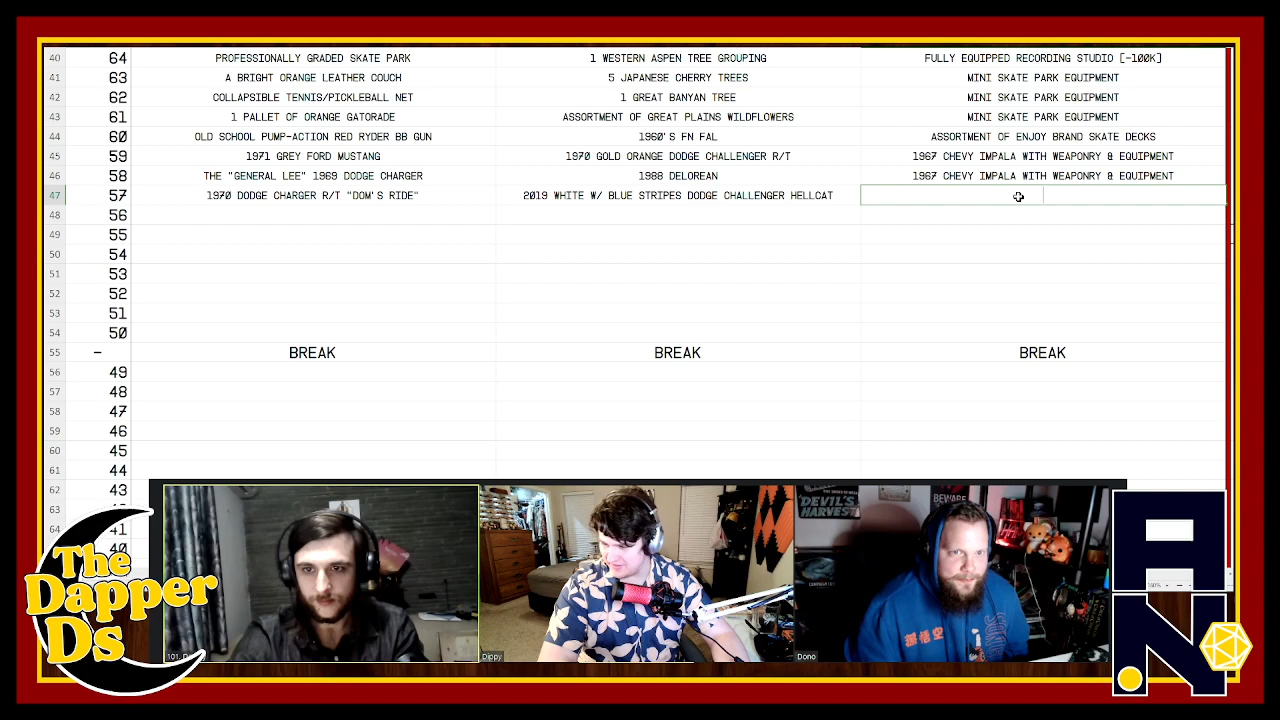 40 64 PROFESSIONALLY GRADED SKATE PARK 1 WESTERN ASPEN TREE GROUPING FULLY EQUIPPED RECORDING STUDIO [-100K]
41 63 A BRIGHT ORANGE LEATHER COUCH 5 JAPANESE CHERRY TREES MINI SKATE PARK EQUIPMENT
42 62 COLLAPSIBLE TENNIS/PICKLEBALL NET 1 GREAT BANYAN TREE MINI SKATE PARK EQUIPMENT
43 61 1 PALLET OF ORANGE GATORADE ASSORTMENT OF GREAT PLAINS WILDFLOWERS MINI SKATE PARK EQUIPMENT
44 60 OLD SCHOOL PUMP-ACTION RED RYDER BB GUN 1960'S FN FAL ASSORTMENT OF ENJOY BRAND SKATE DECKS
45 59 1971 GREY FORD MUSTANG 1970 GOLD ORANGE DODGE CHALLENGER R/T 1967 CHEVY IMPALA WITH WEAPONRY & EQUIPMENT
46 58 THE "GENERAL LEE" 1969 DODGE CHARGER 1988 DELOREAN 1967 CHEVY IMPALA WITH WEAPONRY & EQUIPMENT
47 57 1970 DODGE CHARGER R/T "DOM'S RIDE" 2019 WHITE W/ BLUE STRIPES DODGE CHALLENGER HELLCAT
48 56
49 55
50 54
51 53
52 52
53 51
54 50
55 – BREAK BREAK BREAK
56 49
57 48
58 47
59 46
60 45
61 44
62 43
63
64 41
40
DEVIL'S
HARVEST
BEWARE
悟空
The
Dapper
Ds
Dippy
Dono
A
N